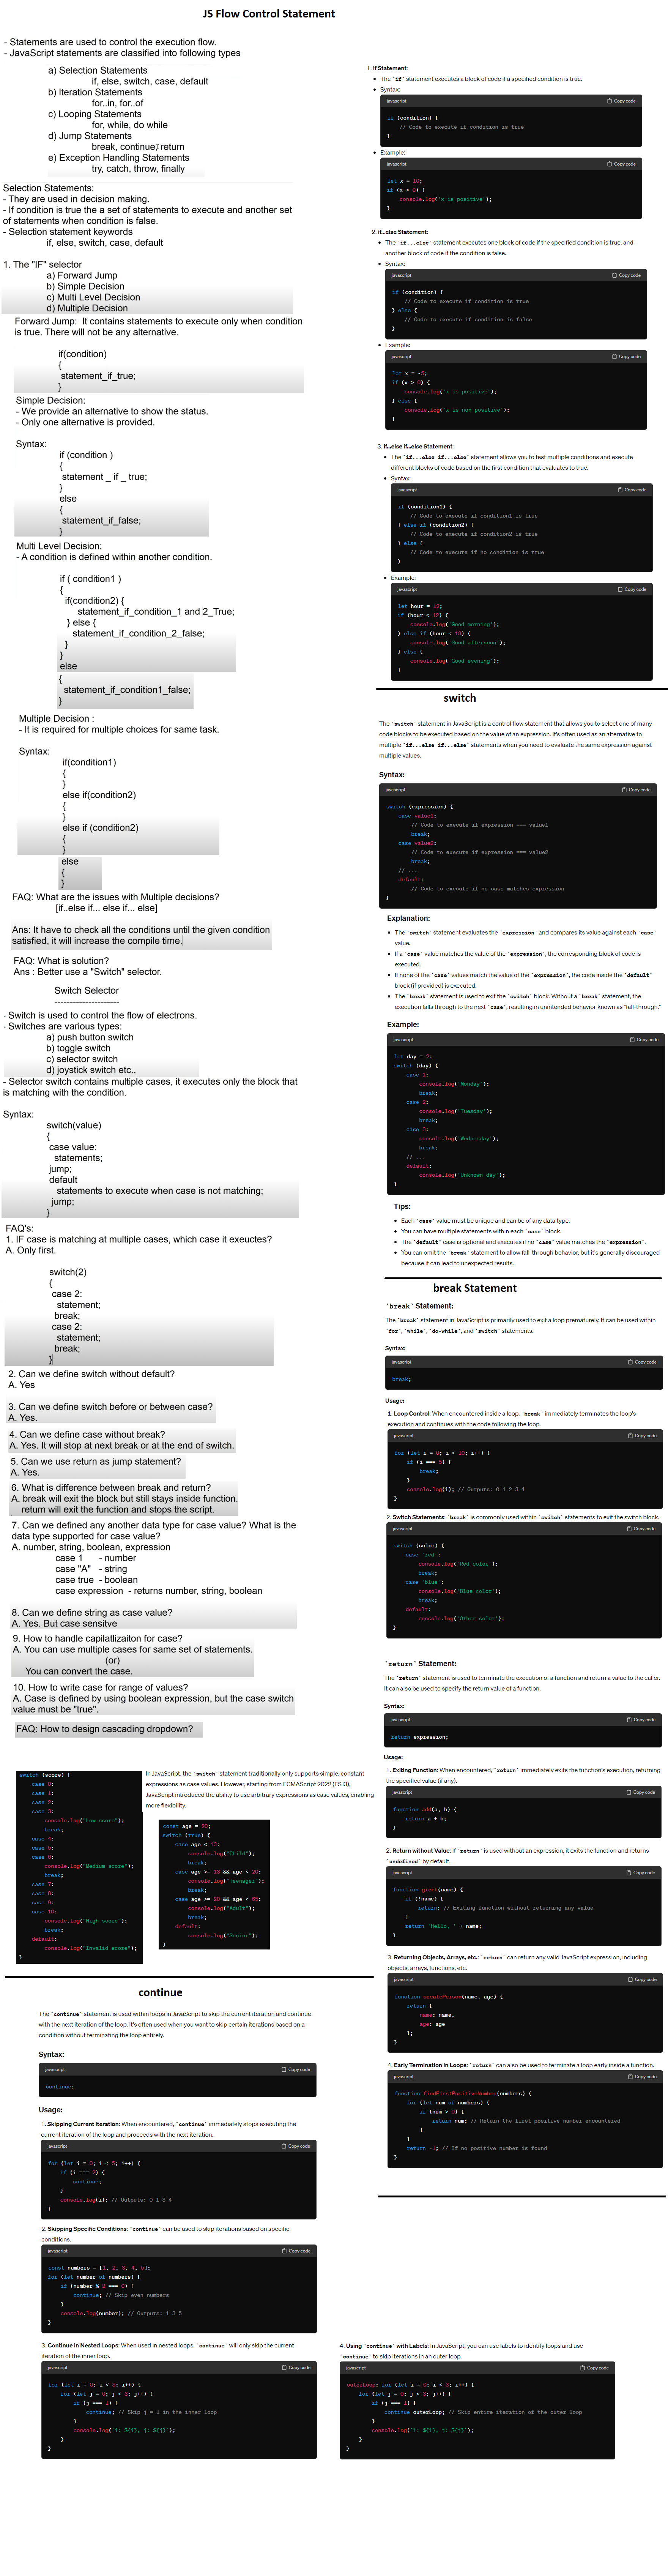 JS Flow Control Statement
- Statements are used to control the execution flow.
- JavaScript statements are classified into following types
a) Selection Statements
if, else, switch, case, default
b) Iteration Statements
for..in, for..of
c) Looping Statements
for, while, do while
d) Jump Statements
break, continue, return
e) Exception Handling Statements
try, catch, throw, finally
Selection Statements:
- They are used in decision making.
- If condition is true the a set of statements to execute and another set
of statements when condition is false.
- Selection statement keywords
if, else, switch, case, default
1. The "IF" selector
a) Forward Jump
b) Simple Decision
c) Multi Level Decision
d) Multiple Decision
Forward Jump: It contains statements to execute only when condition
is true. There will not be any alternative.
if(condition)
{
statement_if_true;
}
Simple Decision:
- We provide an alternative to show the status.
- Only one alternative is provided.
Syntax:
if (condition )
{
statement _ if _ true;
}
else
{
statement_if_false;
}
Multi Level Decision:
- A condition is defined within another condition.
if ( condition1 )
{
if(condition2) {
statement_if_condition_1 and 2_True;
} else {
statement_if_condition_2_false;
}
}
else
{
statement_if_condition1_false;
}
Multiple Decision :
- It is required for multiple choices for same task.
Syntax:
if(condition1)
{
}
else if(condition2)
{
}
else if (condition2)
{
}
else
{
}
FAQ: What are the issues with Multiple decisions?
[if..else if... else if... else]
Ans: It have to check all the conditions until the given condition
satisfied, it will increase the compile time.
FAQ: What is solution?
Ans : Better use a "Switch" selector.
Switch Selector
---------------------
- Switch is used to control the flow of electrons.
- Switches are various types:
a) push button switch
b) toggle switch
c) selector switch
d) joystick switch etc..
- Selector switch contains multiple cases, it executes only the block that
is matching with the condition.
Syntax:
switch(value)
{
case value:
statements;
jump;
default
statements to execute when case is not matching;
jump;
}
FAQ's:
1. IF case is matching at multiple cases, which case it exeuctes?
A. Only first.
switch(2)
{
case 2:
statement;
break;
case 2:
statement;
break;
}
2. Can we define switch without default?
A. Yes
3. Can we define switch before or between case?
A. Yes.
4. Can we define case without break?
A. Yes. It will stop at next break or at the end of switch.
5. Can we use return as jump statement?
A. Yes.
6. What is difference between break and return?
A. break will exit the block but still stays inside function.
return will exit the function and stops the script.
7. Can we defined any another data type for case value? What is the
data type supported for case value?
A. number, string, boolean, expression
case 1 - number
case "A" - string
case true - boolean
case expression - returns number, string, boolean
8. Can we define string as case value?
A. Yes. But case sensitve
9. How to handle capilatlizaiton for case?
A. You can use multiple cases for same set of statements.
(or)
You can convert the case.
10. How to write case for range of values?
A. Case is defined by using boolean expression, but the case switch
value must be "true".
FAQ: How to design cascading dropdown?
switch (score) {
case 0:
case 1:
case 2:
case 3:
console.log("Low score");
break;
case 4:
case 5:
case 6:
console.log("Medium score");
break;
case 7:
case 8:
case 9:
case 10:
console.log("High score");
break;
default:
console.log("Invalid score");
}
In JavaScript, the `switch` statement traditionally only supports simple, constant
expressions as case values. However, starting from ECMAScript 2022 (ES13),
JavaScript introduced the ability to use arbitrary expressions as case values, enabling
more flexibility.
const age = 30;
switch (true) {
case age < 13:
console.log("Child");
break;
case age >= 13 && age < 20:
console.log("Teenager");
break;
case age >= 20 && age < 65:
console.log("Adult");
break;
default:
console.log("Senior");
}
continue
The `continue` statement is used within loops in JavaScript to skip the current iteration and continue
with the next iteration of the loop. It's often used when you want to skip certain iterations based on a
condition without terminating the loop entirely.
Syntax:
javascript Copy code
continue;
Usage:
1. Skipping Current Iteration: When encountered, `continue` immediately stops executing the
current iteration of the loop and proceeds with the next iteration.
javascript Copy code
for (let i = 0; i < 5; i++) {
if (i === 2) {
continue;
}
console.log(i); // Outputs: 0 1 3 4
}
2. Skipping Specific Conditions: `continue` can be used to skip iterations based on specific
conditions.
javascript Copy code
const numbers = [1, 2, 3, 4, 5];
for (let number of numbers) {
if (number % 2 === 0) {
continue; // Skip even numbers
}
console.log(number); // Outputs: 1 3 5
}
3. Continue in Nested Loops: When used in nested loops, `continue` will only skip the current
iteration of the inner loop.
javascript Copy code
for (let i = 0; i < 3; i++) {
for (let j = 0; j < 3; j++) {
if (j === 1) {
continue; // Skip j = 1 in the inner loop
}
console.log(`i: ${i}, j: ${j}`);
}
}
1. if Statement:
The `if` statement executes a block of code if a specified condition is true.
Syntax:
javascript Copy code
if (condition) {
// Code to execute if condition is true
}
Example:
javascript Copy code
let x = 10;
if (x > 0) {
console.log('x is positive');
}
2. if...else Statement:
The `if...else` statement executes one block of code if the specified condition is true, and
another block of code if the condition is false.
Syntax:
javascript Copy code
if (condition) {
// Code to execute if condition is true
} else {
// Code to execute if condition is false
}
Example:
javascript Copy code
let x = -5;
if (x > 0) {
console.log('x is positive');
} else {
console.log('x is non-positive');
}
3. if...else if...else Statement:
The `if...else if...else` statement allows you to test multiple conditions and execute
different blocks of code based on the first condition that evaluates to true.
Syntax:
javascript Copy code
if (condition1) {
// Code to execute if condition1 is true
} else if (condition2) {
// Code to execute if condition2 is true
} else {
// Code to execute if no condition is true
}
Example:
javascript Copy code
let hour = 12;
if (hour < 12) {
console.log('Good morning');
} else if (hour < 18) {
console.log('Good afternoon');
} else {
console.log('Good evening');
}
switch
The `switch` statement in JavaScript is a control flow statement that allows you to select one of many
code blocks to be executed based on the value of an expression. It's often used as an alternative to
multiple `if...else if...else` statements when you need to evaluate the same expression against
multiple values.
Syntax:
javascript Copy code
switch (expression) {
case value1:
// Code to execute if expression === value1
break;
case value2:
// Code to execute if expression === value2
break;
// ...
default:
// Code to execute if no case matches expression
}
Explanation:
The `switch` statement evaluates the `expression` and compares its value against each `case`
value.
If a `case` value matches the value of the `expression`, the corresponding block of code is
executed.
If none of the `case` values match the value of the `expression`, the code inside the `default`
block (if provided) is executed.
The `break` statement is used to exit the `switch` block. Without a `break` statement, the
execution falls through to the next `case`, resulting in unintended behavior known as "fall-through."
Example:
javascript Copy code
let day = 2;
switch (day) {
case 1:
console.log('Monday');
break;
case 2:
console.log('Tuesday');
break;
case 3:
console.log('Wednesday');
break;
// ...
default:
console.log('Unknown day');
}
Tips:
Each `case` value must be unique and can be of any data type.
You can have multiple statements within each `case` block.
The `default` case is optional and executes if no `case` value matches the `expression`.
You can omit the `break` statement to allow fall-through behavior, but it's generally discouraged
because it can lead to unexpected results.
break Statement
`break` Statement:
The `break` statement in JavaScript is primarily used to exit a loop prematurely. It can be used within
`for`, `while`, `do-while`, and `switch` statements.
Syntax:
javascript Copy code
break;
Usage:
1. Loop Control: When encountered inside a loop, `break` immediately terminates the loop's
execution and continues with the code following the loop.
javascript Copy code
for (let i = 0; i < 10; i++) {
if (i === 5) {
break;
}
console.log(i); // Outputs: 0 1 2 3 4
}
2. Switch Statements: `break` is commonly used within `switch` statements to exit the switch block.
javascript Copy code
switch (color) {
case 'red':
console.log('Red color');
break;
case 'blue':
console.log('Blue color');
break;
default:
console.log('Other color');
}
`return` Statement:
The `return` statement is used to terminate the execution of a function and return a value to the caller.
It can also be used to specify the return value of a function.
Syntax:
javascript Copy code
return expression;
Usage:
1. Exiting Function: When encountered, `return` immediately exits the function's execution, returning
the specified value (if any).
javascript Copy code
function add(a, b) {
return a + b;
}
2. Return without Value: If `return` is used without an expression, it exits the function and returns
`undefined` by default.
javascript Copy code
function greet(name) {
if (!name) {
return; // Exiting function without returning any value
}
return 'Hello, ' + name;
}
3. Returning Objects, Arrays, etc.: `return` can return any valid JavaScript expression, including
objects, arrays, functions, etc.
javascript Copy code
function createPerson(name, age) {
return {
name: name,
age: age
};
}
4. Early Termination in Loops: `return` can also be used to terminate a loop early inside a function.
javascript Copy code
function findFirstPositiveNumber(numbers) {
for (let num of numbers) {
if (num > 0) {
return num; // Return the first positive number encountered
}
}
return -1; // If no positive number is found
}
4. Using `continue` with Labels: In JavaScript, you can use labels to identify loops and use
`continue` to skip iterations in an outer loop.
javascript Copy code
outerLoop: for (let i = 0; i < 3; i++) {
for (let j = 0; j < 3; j++) {
if (j === 1) {
continue outerLoop; // Skip entire iteration of the outer loop
}
console.log(`i: ${i}, j: ${j}`);
}
}